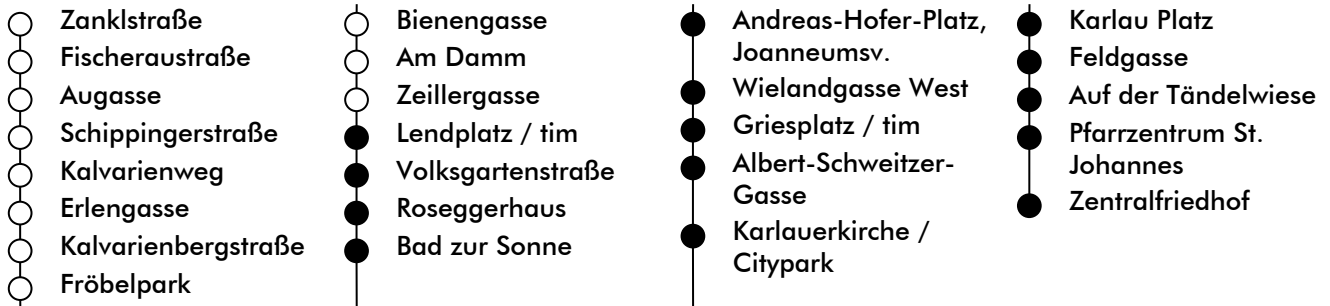 Zanklstraße
Fischeraustraße
Augasse
Schippingerstraße
Kalvarienweg
Erlengasse
Kalvarienbergstraße
Fröbelpark
Bienengasse
Am Damm
Zeillergasse
Lendplatz / tim
Volksgartenstraße
Roseggerhaus
Bad zur Sonne
Andreas-Hofer-Platz,
Joanneumsv.
Wielandgasse West
Griesplatz / tim
Albert-Schweitzer-
Gasse
Karlauerkirche /
Citypark
Karlau Platz
Feldgasse
Auf der Tändelwiese
Pfarrzentrum St.
Johannes
Zentralfriedhof